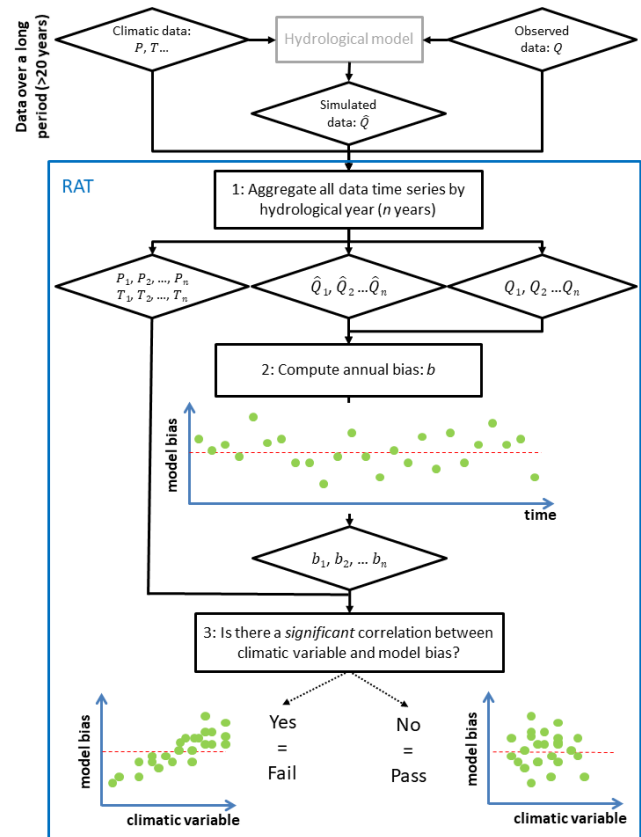 Data over a long
period (>20 years)
Climatic data:
P, T...
Hydrological model
Observed
data: Q
Simulated
data: Q̂
RAT
1: Aggregate all data time series by
hydrological year (n years)
P₁, P₂, ..., Pₙ
T₁, T₂, ..., Tₙ
Q̂₁, Q̂₂ ... Q̂ₙ
Q₁, Q₂ ... Qₙ
2: Compute annual bias: b
model bias
time
b₁, b₂, ... bₙ
3: Is there a significant correlation between
climatic variable and model bias?
model bias
climatic variable
Yes
=
Fail
No
=
Pass
model bias
climatic variable